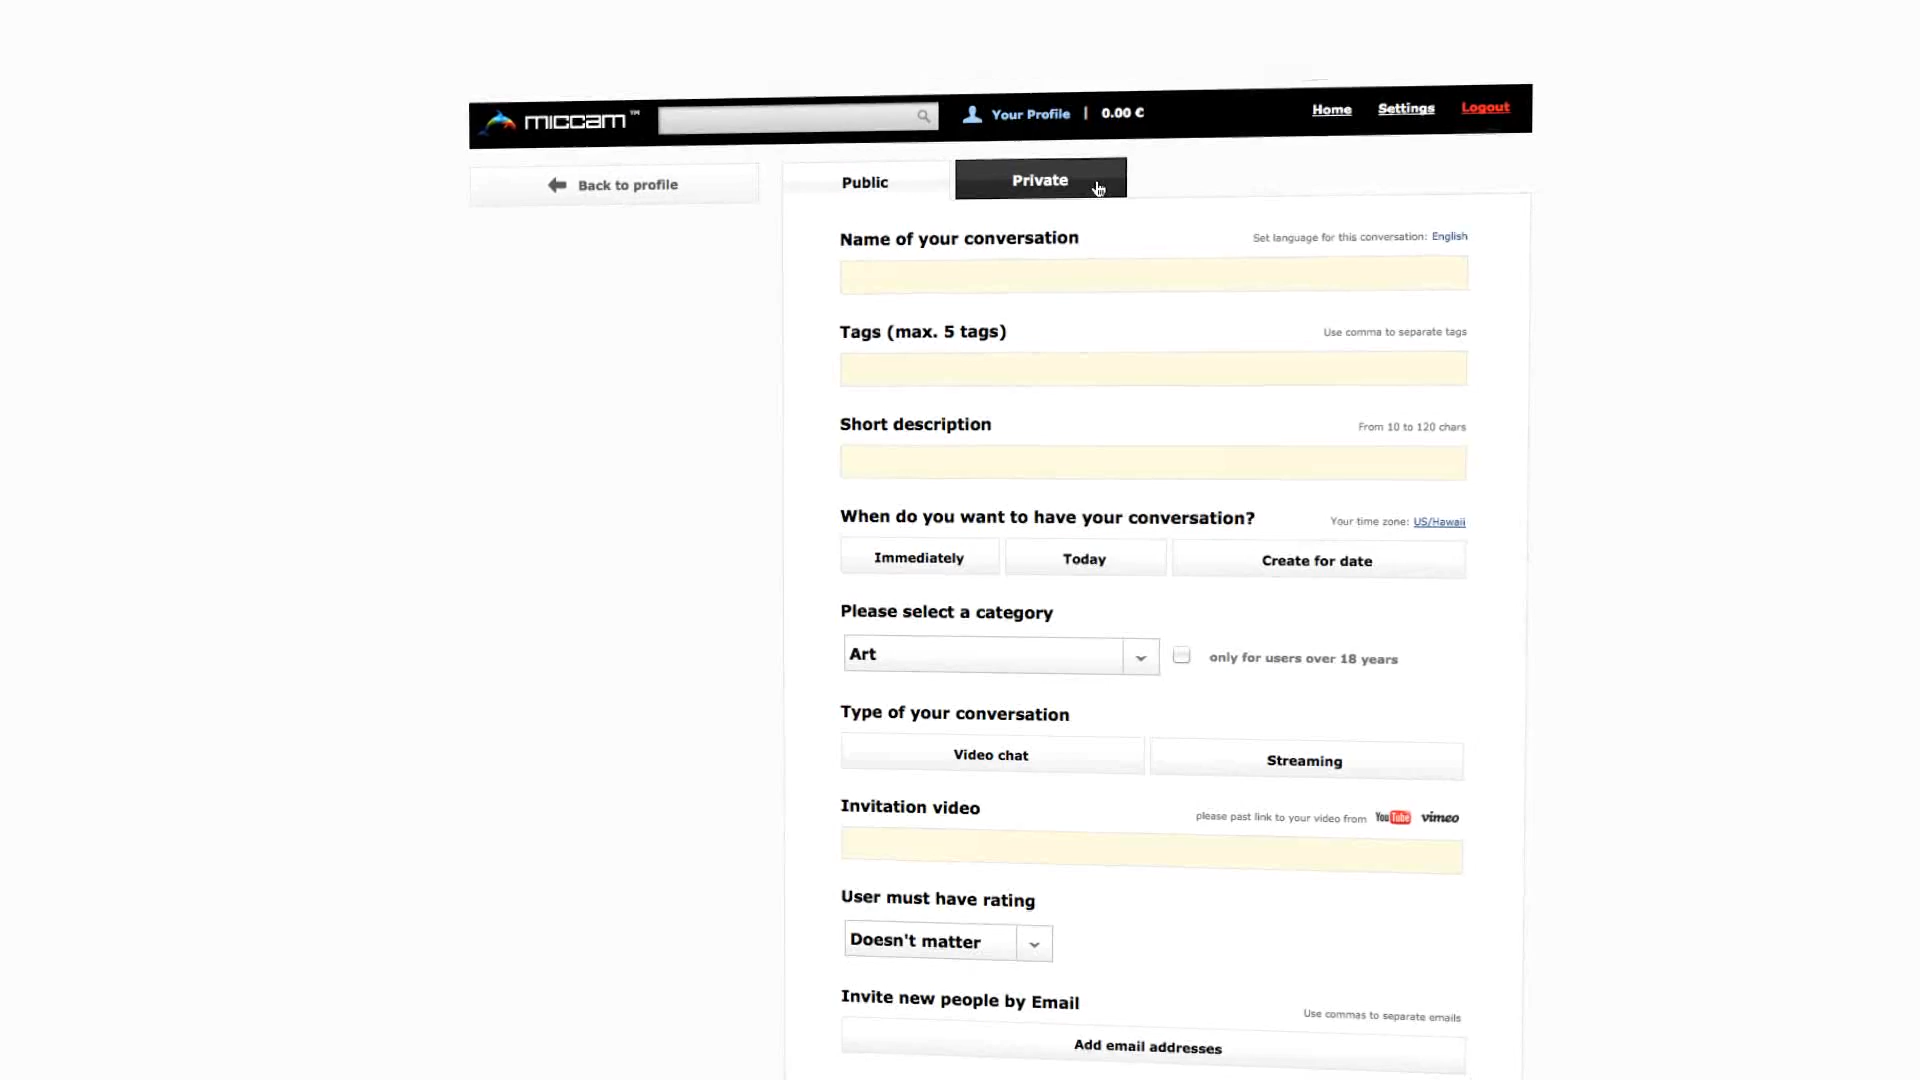 miccam™
Your Profile | 0.00 €
Home Settings Logout
Back to profile
Public Private
Name of your conversation
Set language for this conversation: English
Tags (max. 5 tags)
Use comma to separate tags
Short description
From 10 to 120 chars
When do you want to have your conversation?
Your time zone: US/Hawaii
Immediately Today Create for date
Please select a category
Art
only for users over 18 years
Type of your conversation
Video chat Streaming
Invitation video
please past link to your video from YouTube vimeo
User must have rating
Doesn't matter
Invite new people by Email
Use commas to separate emails
Add email addresses